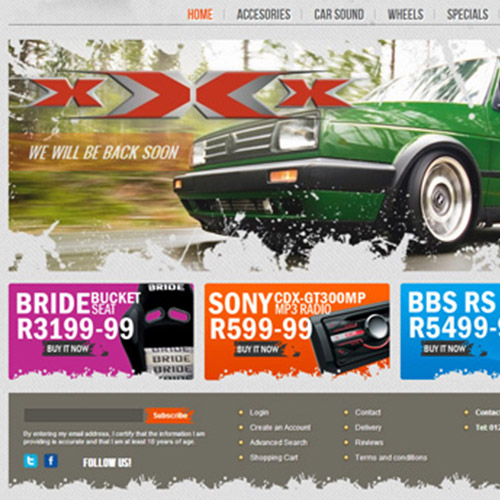 HOME | ACCESORIES | CAR SOUND | WHEELS | SPECIALS
XXX
WE WILL BE BACK SOON
BRIDE BUCKET SEAT
R3199-99
BUY IT NOW
BRIDE
BRIDE
BRIDE
SONY CDX-GT300MP MP3 RADIO
R599-99
BUY IT NOW
BBS RS
R5499-
BUY IT NOW
Subscribe
By entering my email address, I certify that the information I am
providing is accurate and that I am at least 18 years of age.
FOLLOW US!
Login
Create an Account
Advanced Search
Shopping Cart
Contact
Delivery
Reviews
Terms and conditions
Contac
Tel: 01